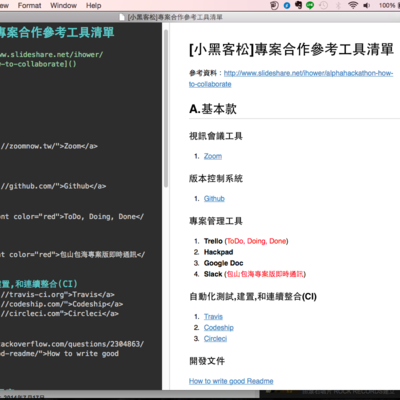 View Format Window Help
100%
[小黑客松]專案合作參考工具清單
專案合作參考工具清單
ww.slideshare.net/ihower/
w-to-collaborate]()
://zoomnow.tw/">Zoom</a>
://github.com/">Github</a>
ont color="red">ToDo, Doing, Done</
nt color="red">包山包海專案版即時通訊</
建置,和連續整合(CI)
://travis-ci.org">Travis</a>
//codeship.com/">Codeship</a>
//circleci.com">Circleci</a>
tackoverflow.com/questions/2304863/
od-readme/">How to write good
[小黑客松]專案合作參考工具清單
參考資料：http://www.slideshare.net/ihower/alphahackathon-how-
to-collaborate
A.基本款
視訊會議工具
1. Zoom
版本控制系統
1. Github
專案管理工具
1. Trello (ToDo, Doing, Done)
2. Hackpad
3. Google Doc
4. Slack (包山包海專案版即時通訊)
自動化測試,建置,和連續整合(CI)
1. Travis
2. Codeship
3. Circleci
開發文件
How to write good Readme